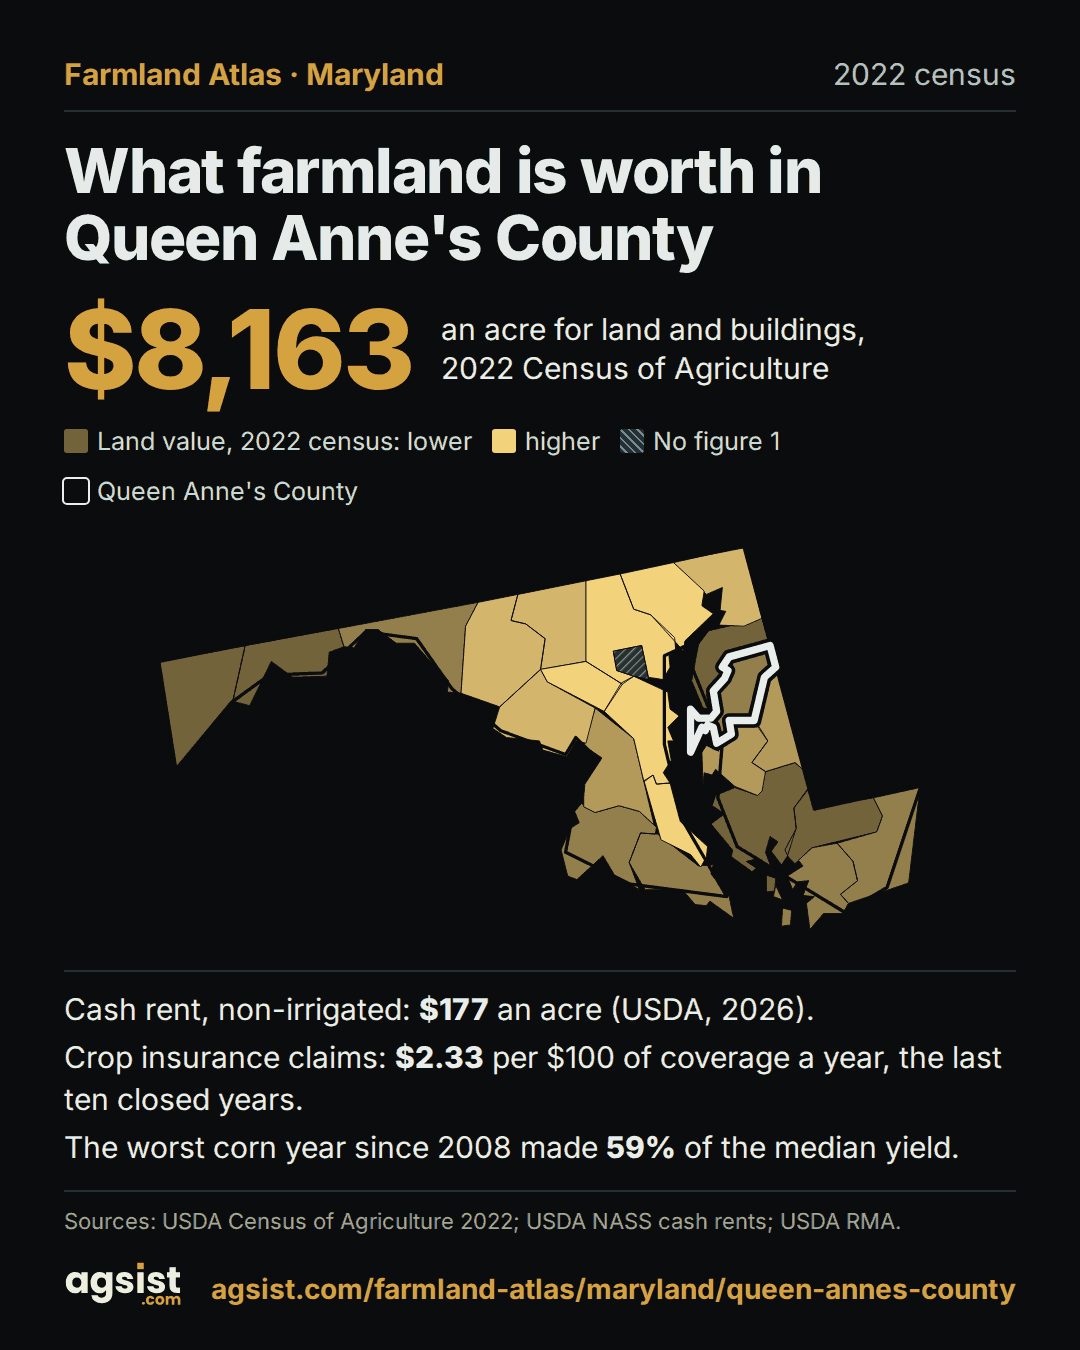 Farmland Atlas · Maryland
2022 census
What farmland is worth in
Queen Anne's County
$8,163
an acre for land and buildings,
2022 Census of Agriculture
Land value, 2022 census: lower
higher
No figure 1
Queen Anne's County
Cash rent, non-irrigated: $177 an acre (USDA, 2026).
Crop insurance claims: $2.33 per $100 of coverage a year, the last
ten closed years.
The worst corn year since 2008 made 59% of the median yield.
Sources: USDA Census of Agriculture 2022; USDA NASS cash rents; USDA RMA.
agsist
.com
agsist.com/farmland-atlas/maryland/queen-annes-county